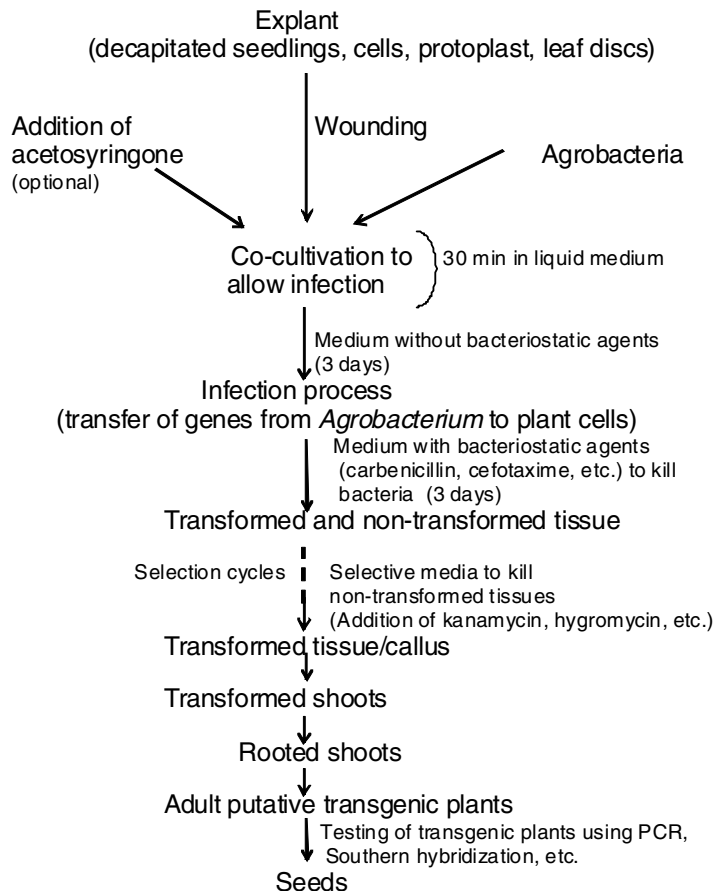 Explant
(decapitated seedlings, cells, protoplast, leaf discs)
Addition of
acetosyringone
(optional)
Wounding
Agrobacteria
Co-cultivation to
allow infection
30 min in liquid medium
Medium without bacteriostatic agents
(3 days)
Infection process
(transfer of genes from Agrobacterium to plant cells)
Medium with bacteriostatic agents
(carbenicillin, cefotaxime, etc.) to kill
bacteria (3 days)
Transformed and non-transformed tissue
Selection cycles
Selective media to kill
non-transformed tissues
(Addition of kanamycin, hygromycin, etc.)
Transformed tissue/callus
Transformed shoots
Rooted shoots
Adult putative transgenic plants
Testing of transgenic plants using PCR,
Southern hybridization, etc.
Seeds